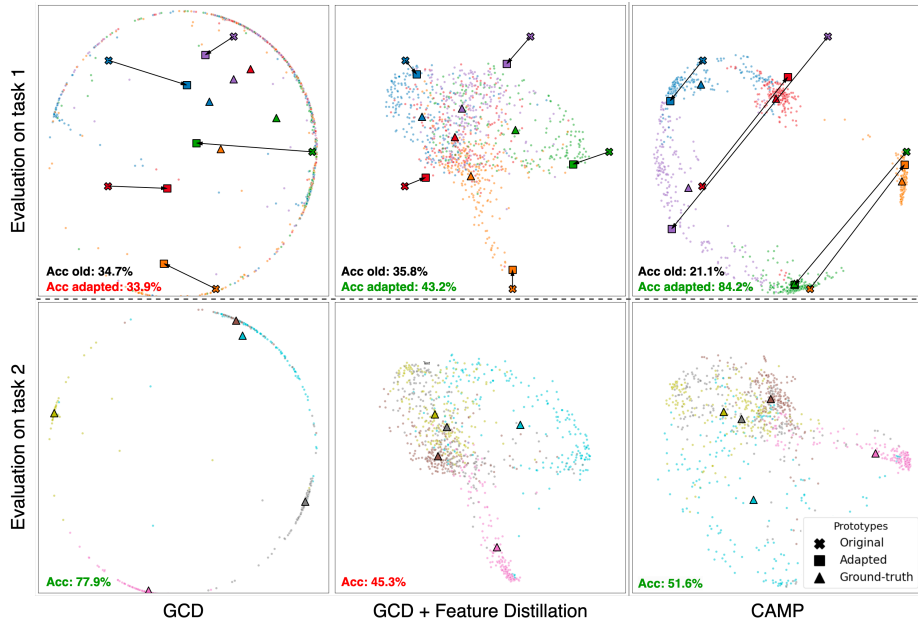 Evaluation on task 1
Acc old: 34.7%
Acc adapted: 33.9%
Acc old: 35.8%
Acc adapted: 43.2%
Acc old: 21.1%
Acc adapted: 84.2%
Evaluation on task 2
Acc: 77.9%
Acc: 45.3%
Acc: 51.6%
Prototypes
Original
Adapted
Ground-truth
GCD
GCD + Feature Distillation
CAMP